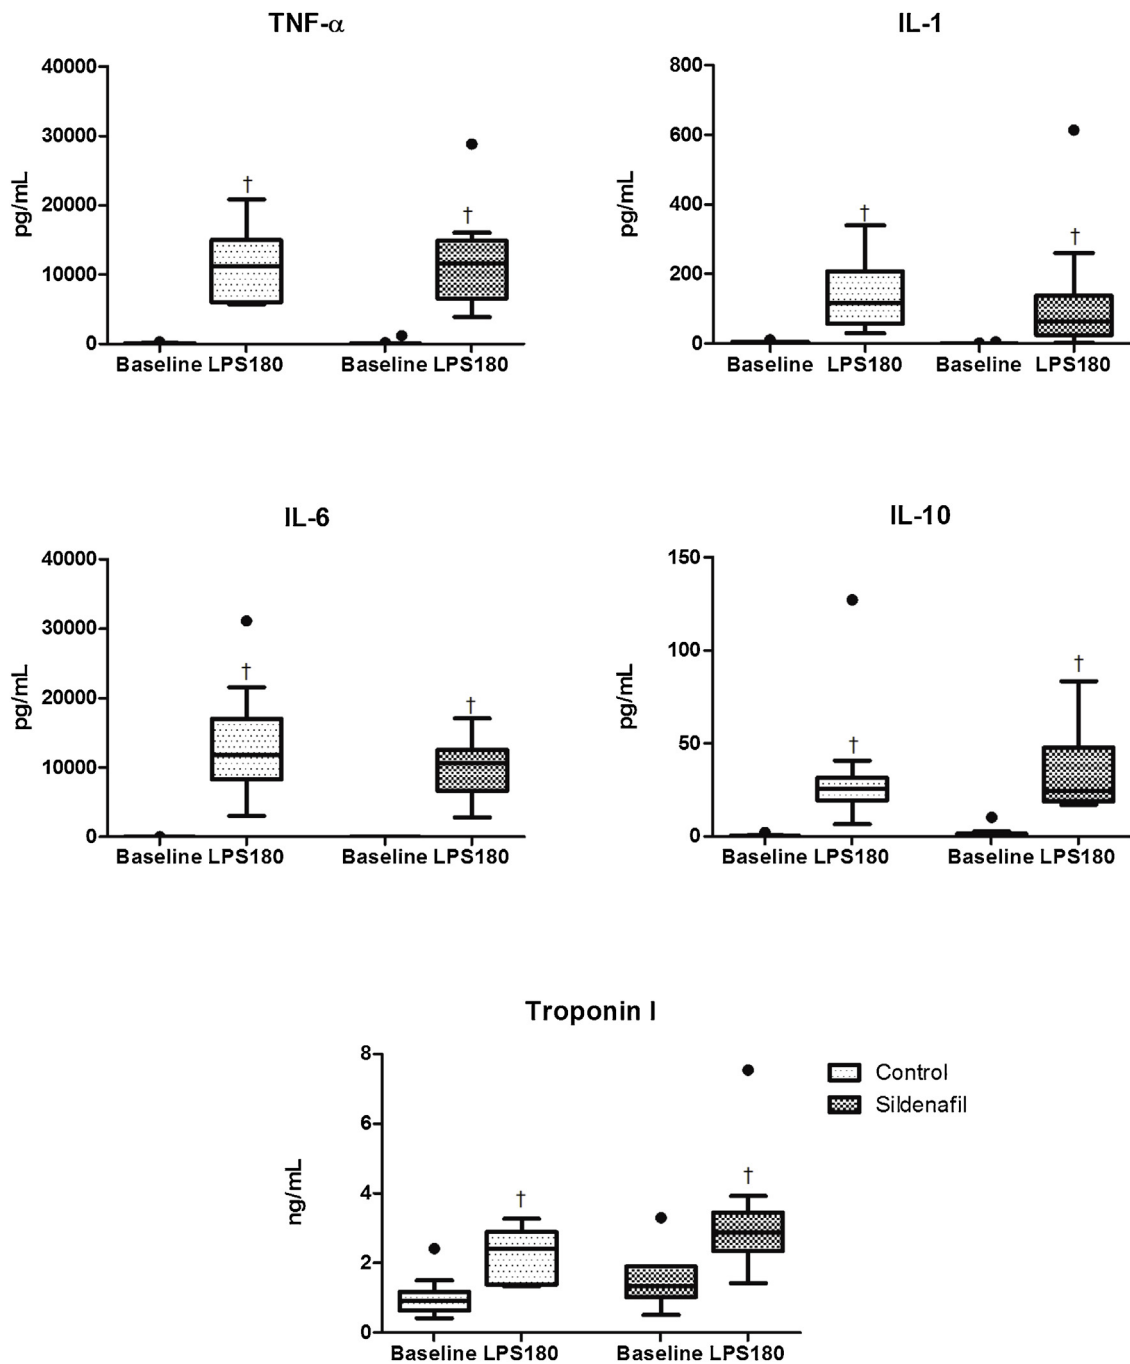 TNF-α
40000
30000
20000
10000
0
pg/mL
†
†
Baseline LPS180 Baseline LPS180
IL-1
800
600
400
200
0
pg/mL
†
†
Baseline LPS180 Baseline LPS180
IL-6
40000
30000
20000
10000
0
pg/mL
†
†
Baseline LPS180 Baseline LPS180
IL-10
150
100
50
0
pg/mL
†
†
Baseline LPS180 Baseline LPS180
Troponin I
8
6
4
2
0
ng/mL
†
†
Baseline LPS180 Baseline LPS180
Control
Sildenafil